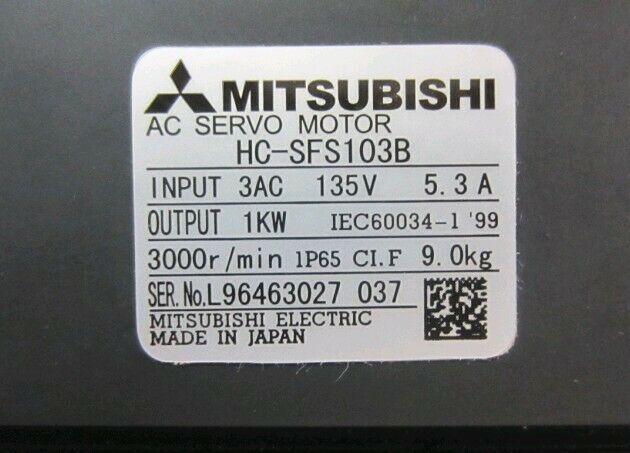 MITSUBISHI
AC SERVO MOTOR
HC-SFS103B
INPUT 3AC 135V 5.3A
OUTPUT 1KW IEC60034-1 '99
3000r/min IP65 CI.F 9.0kg
SER.No.L96463027 037
MITSUBISHI ELECTRIC
MADE IN JAPAN